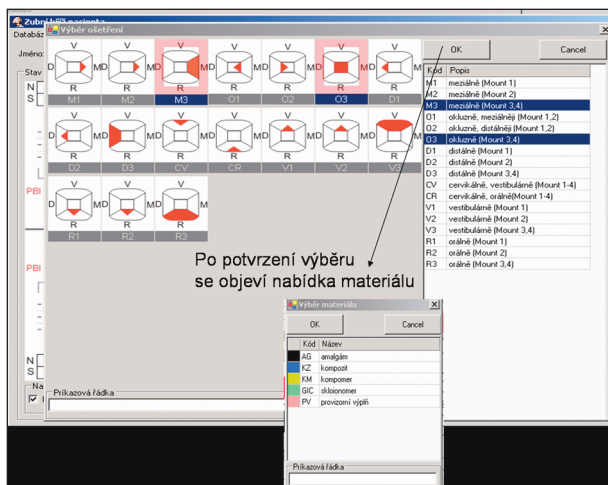 Zubní kříž pacienta
Výběr ošetření
Databáz
Jméno:
Stav
N
S
PBI
PBI
N
S
Na
V V V V V V V
D M D M D M D M D M D M D M
R R R R R R R
M1 M2 M3 O1 O2 O3 D1
V V V V V V V
D M D M D M D M D M D M D M
R R R R R R R
D2 D3 CV CR V1 V2 V3
V V V
D M D M D M
R R R
R1 R2 R3
OK Cancel
Kód Popis
M1 meziálně (Mount 1)
M2 meziálně (Mount 2)
M3 meziálně (Mount 3,4)
O1 okluzně, meziálněji (Mount 1,2)
O2 okluzně, distálněji (Mount 1,2)
O3 okluzně (Mount 3,4)
D1 distálně (Mount 1)
D2 distálně (Mount 2)
D3 distálně (Mount 3,4)
CV cervikálně, vestibulárně (Mount 1-4)
CR cervikálně, orálně(Mount 1-4)
V1 vestibulárně (Mount 1)
V2 vestibulárně (Mount 2)
V3 vestibulárně (Mount 3,4)
R1 orálně (Mount 1)
R2 orálně (Mount 2)
R3 orálně (Mount 3,4)
Po potvrzení výběru
se objeví nabídka materiálu
Výběr materiálu
OK Cancel
Kód Název
AG amalgám
KZ kompozit
KM kompomer
GIC skloionomer
PV provizorní výplň
Příkazová řádka
Příkazová řádka